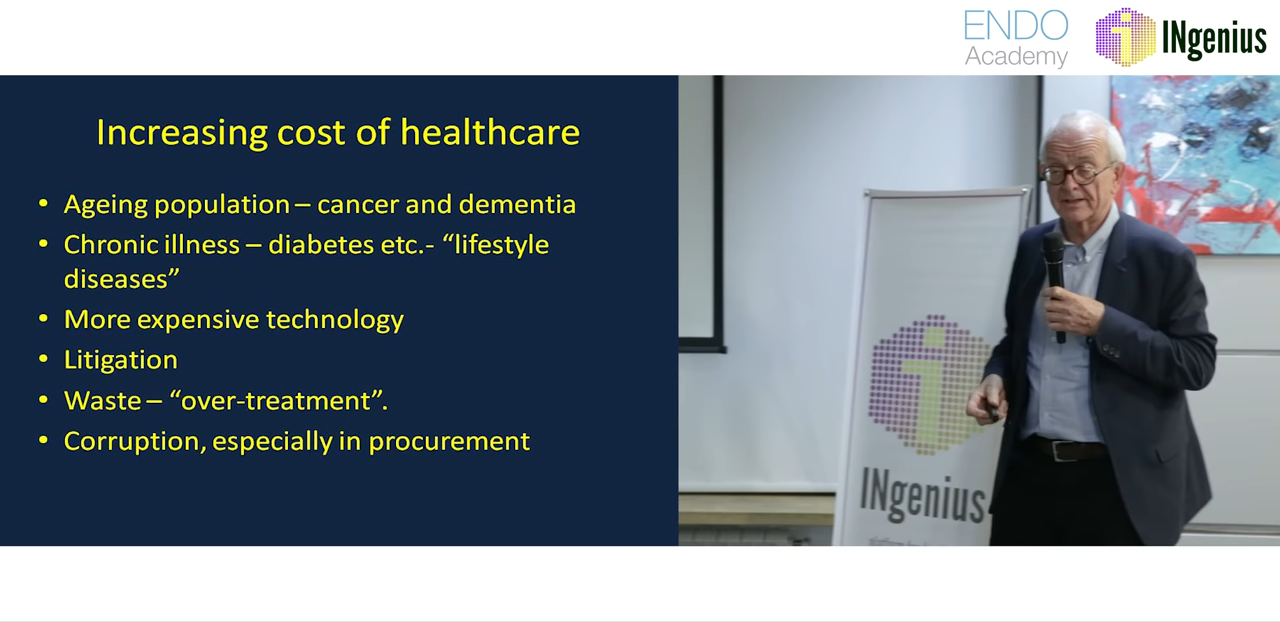 ENDO
Academy
INgenius
Increasing cost of healthcare
• Ageing population – cancer and dementia
• Chronic illness – diabetes etc.- “lifestyle
diseases”
• More expensive technology
• Litigation
• Waste – “over-treatment”.
• Corruption, especially in procurement
INgenius